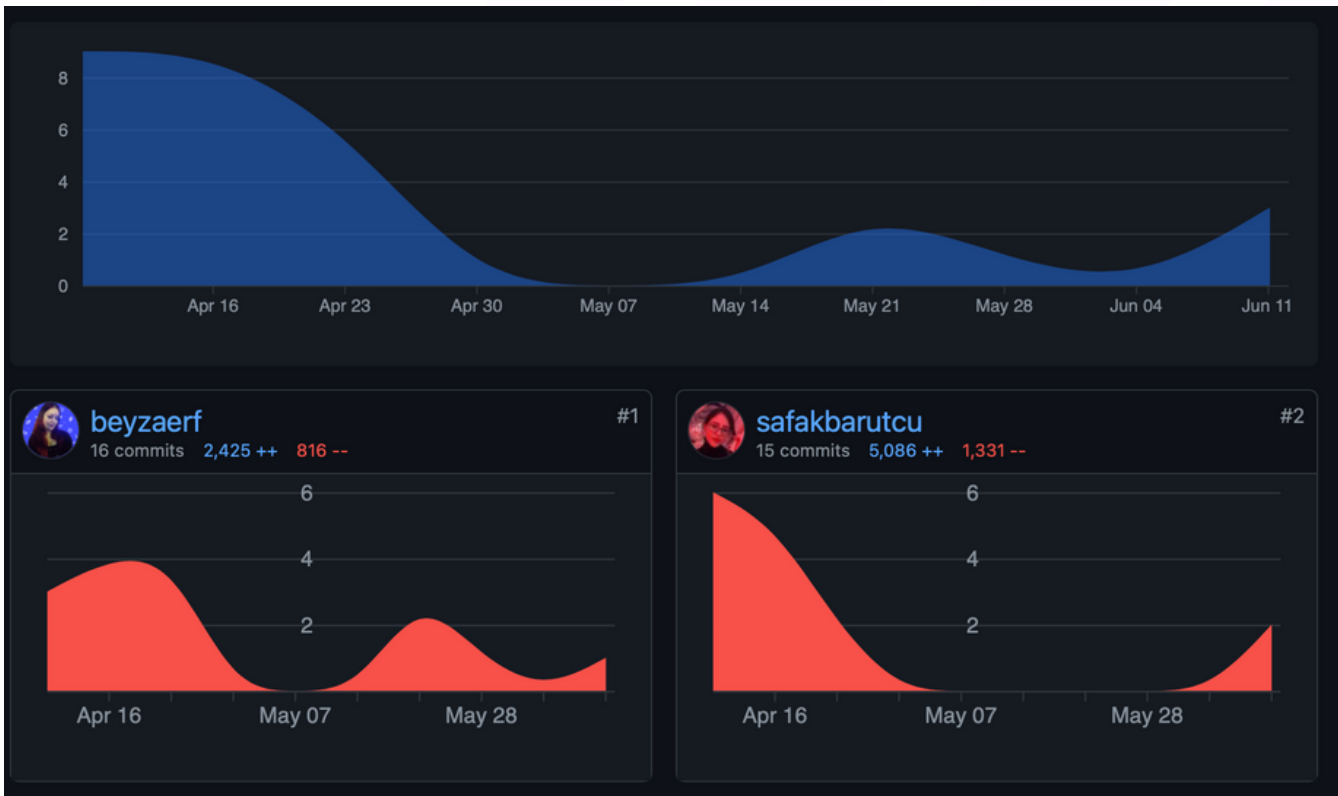 8
6
4
2
0
Apr 16 Apr 23 Apr 30 May 07 May 14 May 21 May 28 Jun 04 Jun 11
beyzaerf #1
16 commits 2,425 ++ 816 --
6
4
2
Apr 16 May 07 May 28
safakbarutcu #2
15 commits 5,086 ++ 1,331 --
6
4
2
Apr 16 May 07 May 28